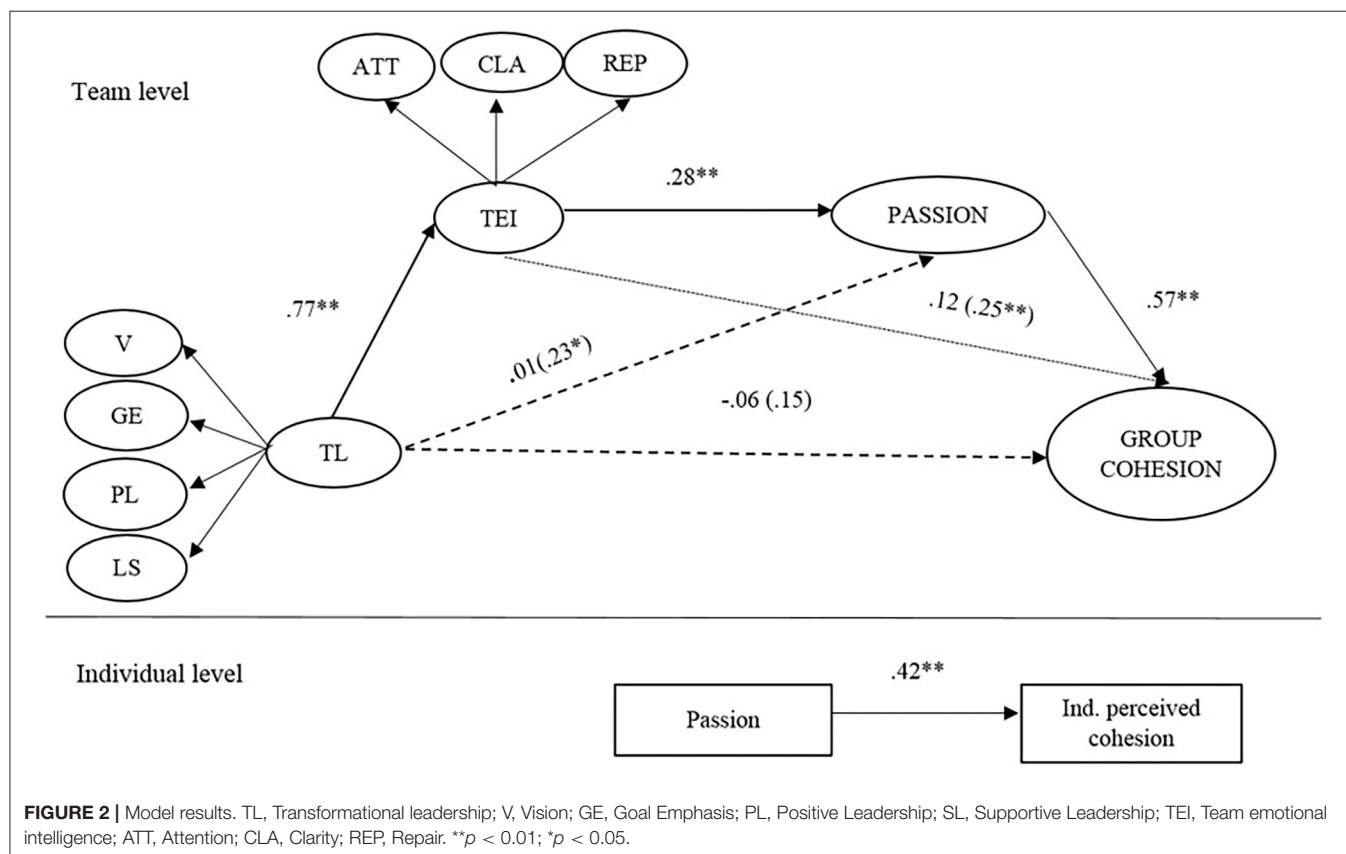 Team level
ATT
CLA
REP
TEI
.28**
PASSION
.77**
.12 (.25**)
.57**
.01(.23*)
V
GE
-.06 (.15)
PL
TL
GROUP
COHESION
LS
Individual level
.42**
Passion
Ind. perceived
cohesion
FIGURE 2 | Model results. TL, Transformational leadership; V, Vision; GE, Goal Emphasis; PL, Positive Leadership; SL, Supportive Leadership; TEI, Team emotional
intelligence; ATT, Attention; CLA, Clarity; REP, Repair. **p < 0.01; *p < 0.05.